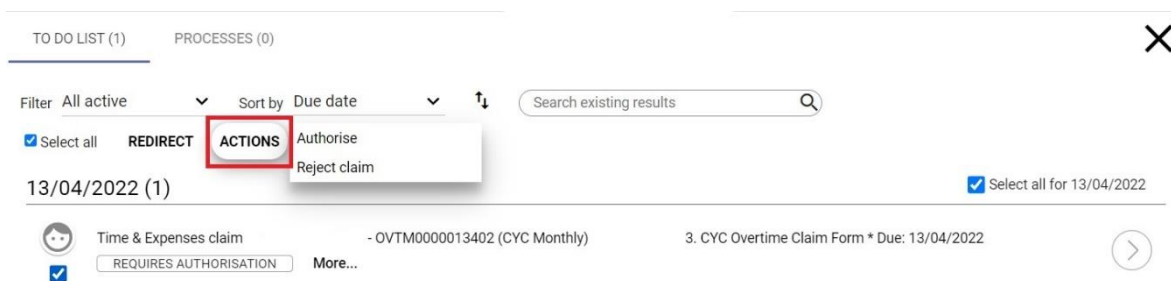 TO DO LIST (1) PROCESSES (0)
Filter All active Sort by Due date Search existing results
Select all REDIRECT ACTIONS Authorise
Reject claim
13/04/2022 (1) Select all for 13/04/2022
Time & Expenses claim - OVTM0000013402 (CYC Monthly) 3. CYC Overtime Claim Form * Due: 13/04/2022
REQUIRES AUTHORISATION More...